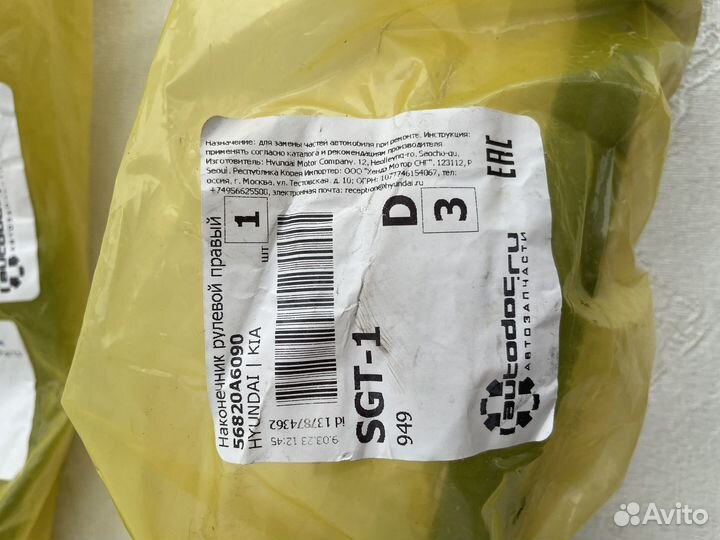 Назначение: для замены частей автомобиля при ремонте. Инструкция:
применять согласно каталога и рекомендациям производителя
Изготовитель: Hyundai Motor Company. 12, Heolleung-ro, Seocho-gu,
Seoul. Республика Корея Импортер: ООО "Хендэ Мотор СНГ". 123112, Р
оссия, г. Москва, ул. Тестовская, д. 10; ОГРН: 1077746154067, тел:
+74956625500, электронная почта: reception@hyundai.ru
EAC
Наконечник рулевой правый
56820A6090
HYUNDAI | KIA
1
шт
D
3
id 137874362
9.03.23 12:45
SGT-1
949
autodoc.ru
АВТОЗАПЧАСТИ
Avito